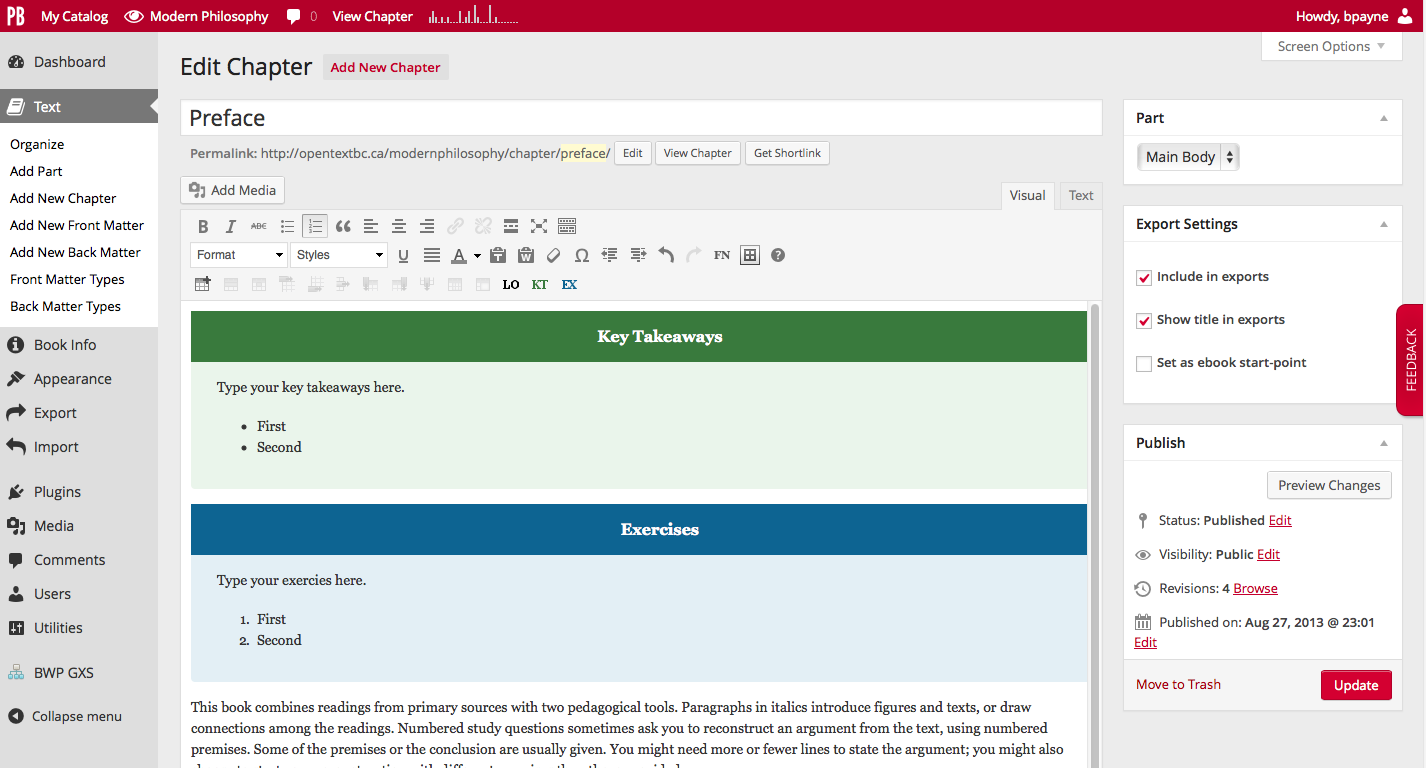 PB My Catalog Modern Philosophy 0 View Chapter Howdy, bpayne
Screen Options
Dashboard
Text
Organize
Add Part
Add New Chapter
Add New Front Matter
Add New Back Matter
Front Matter Types
Back Matter Types
Book Info
Appearance
Export
Import
Plugins
Media
Comments
Users
Utilities
BWP GXS
Collapse menu
Edit Chapter Add New Chapter
Preface
Permalink: http://opentextbc.ca/modernphilosophy/chapter/preface/ Edit View Chapter Get Shortlink
Add Media
Visual Text
B I ABC
Format Styles U A T W Ω FN ?
LO KT EX
Key Takeaways
Type your key takeaways here.
• First
• Second
Exercises
Type your exercies here.
1. First
2. Second
This book combines readings from primary sources with two pedagogical tools. Paragraphs in italics introduce figures and texts, or draw
connections among the readings. Numbered study questions sometimes ask you to reconstruct an argument from the text, using numbered
premises. Some of the premises or the conclusion are usually given. You might need more or fewer lines to state the argument; you might also
Part
Main Body
Export Settings
Include in exports
Show title in exports
Set as ebook start-point
FEEDBACK
Publish
Preview Changes
Status: Published Edit
Visibility: Public Edit
Revisions: 4 Browse
Published on: Aug 27, 2013 @ 23:01
Edit
Move to Trash Update